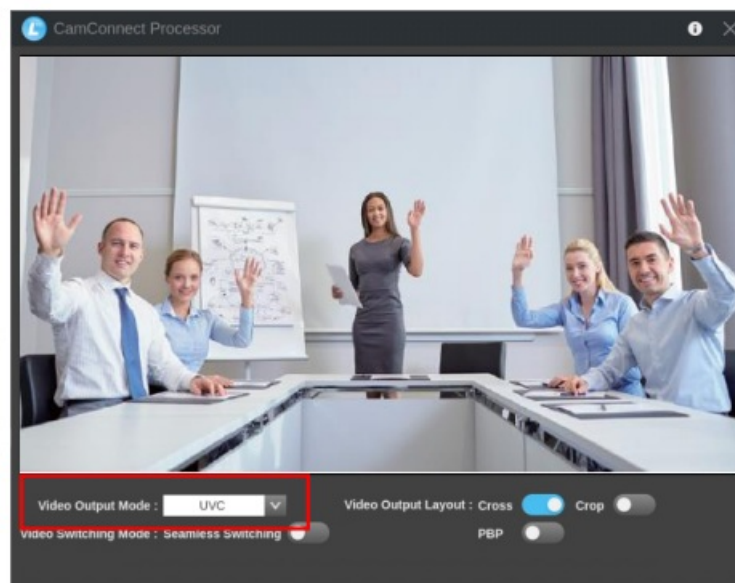 CamConnect Processor
Video Output Mode : UVC Video Output Layout : Cross Crop
Video Switching Mode : Seamless Switching PBP